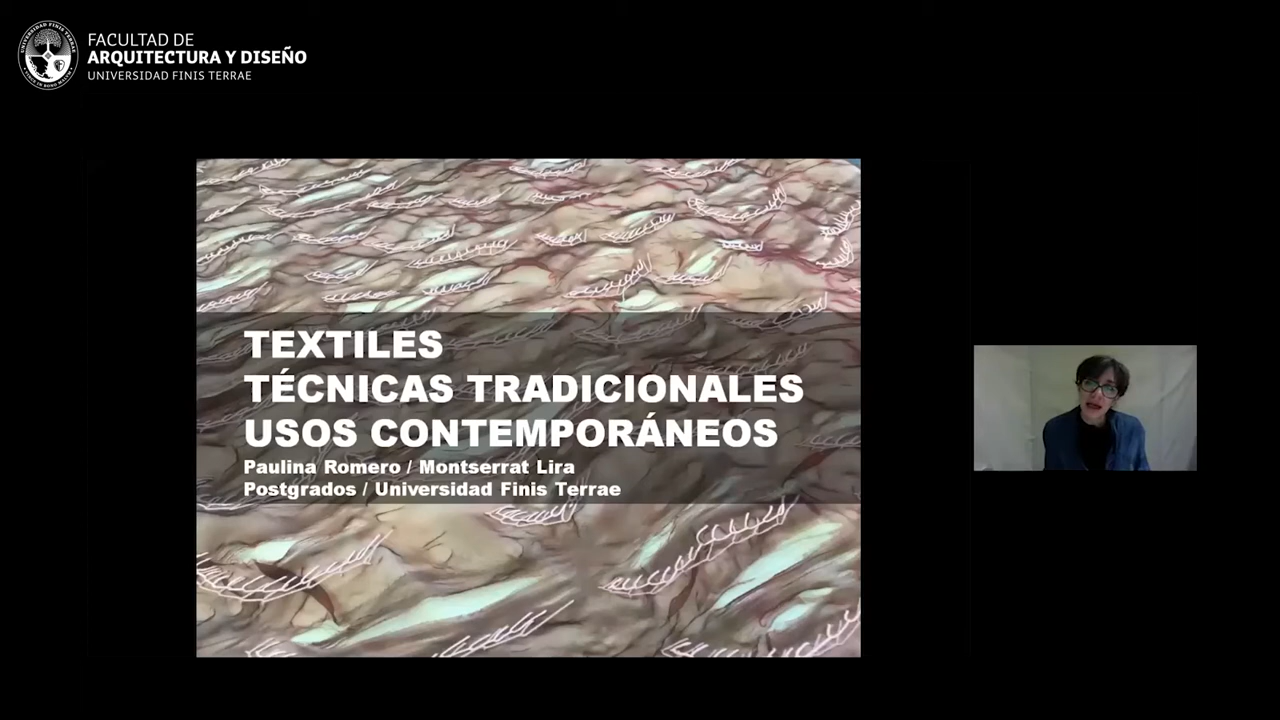 FACULTAD DE
ARQUITECTURA Y DISEÑO
UNIVERSIDAD FINIS TERRAE
TEXTILES
TÉCNICAS TRADICIONALES
USOS CONTEMPORÁNEOS
Paulina Romero / Montserrat Lira
Postgrados / Universidad Finis Terrae